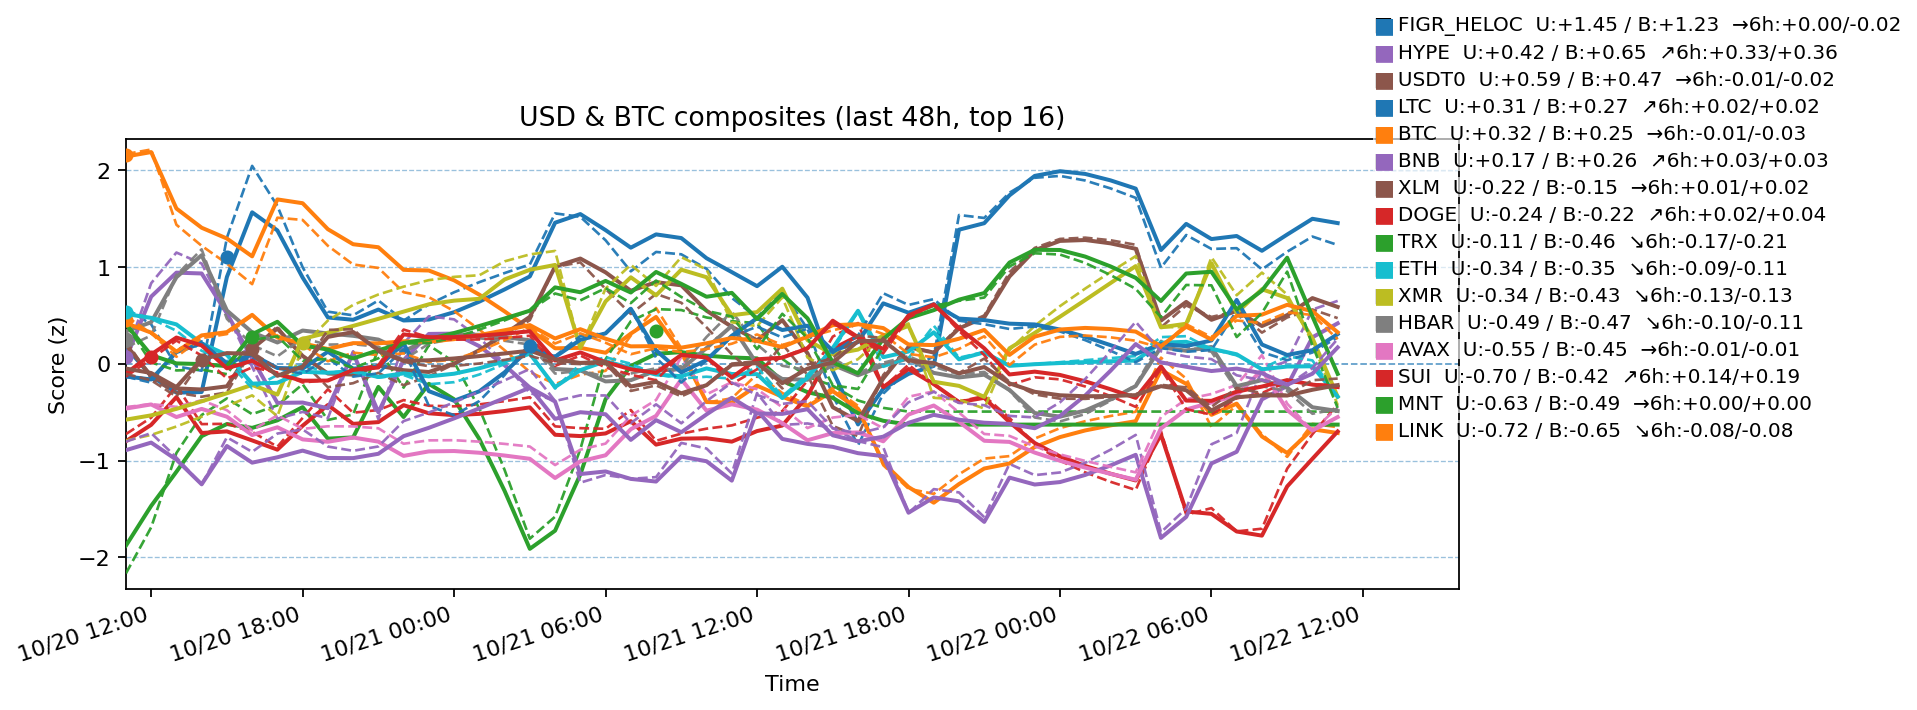 FIGR_HELOC U:+1.45 / B:+1.23 →6h:+0.00/-0.02
HYPE U:+0.42 / B:+0.65 ↗6h:+0.33/+0.36
USDT0 U:+0.59 / B:+0.47 →6h:-0.01/-0.02
LTC U:+0.31 / B:+0.27 ↗6h:+0.02/+0.02
BTC U:+0.32 / B:+0.25 →6h:-0.01/-0.03
BNB U:+0.17 / B:+0.26 ↗6h:+0.03/+0.03
XLM U:-0.22 / B:-0.15 →6h:+0.01/+0.02
DOGE U:-0.24 / B:-0.22 ↗6h:+0.02/+0.04
TRX U:-0.11 / B:-0.46 ↘6h:-0.17/-0.21
ETH U:-0.34 / B:-0.35 ↘6h:-0.09/-0.11
XMR U:-0.34 / B:-0.43 ↘6h:-0.13/-0.13
HBAR U:-0.49 / B:-0.47 ↘6h:-0.10/-0.11
AVAX U:-0.55 / B:-0.45 →6h:-0.01/-0.01
SUI U:-0.70 / B:-0.42 ↗6h:+0.14/+0.19
MNT U:-0.63 / B:-0.49 →6h:+0.00/+0.00
LINK U:-0.72 / B:-0.65 ↘6h:-0.08/-0.08
USD & BTC composites (last 48h, top 16)
Score (z)
2
1
0
−1
−2
10/20 12:00
10/20 18:00
10/21 00:00
10/21 06:00
10/21 12:00
10/21 18:00
10/22 00:00
10/22 06:00
10/22 12:00
Time